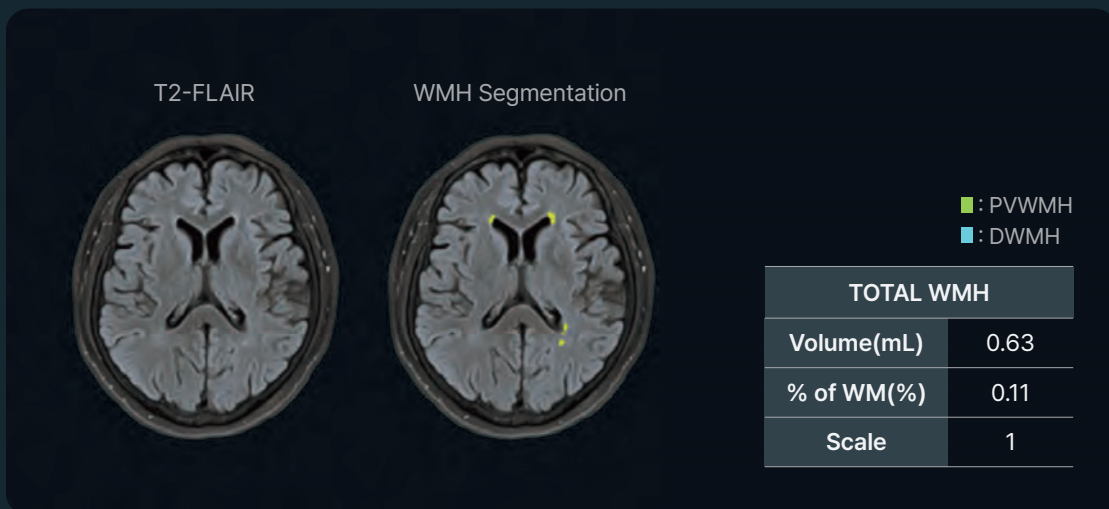 T2-FLAIR
WMH Segmentation
: PVWMH
: DWMH
TOTAL WMH
Volume(mL) 0.63
% of WM(%) 0.11
Scale 1